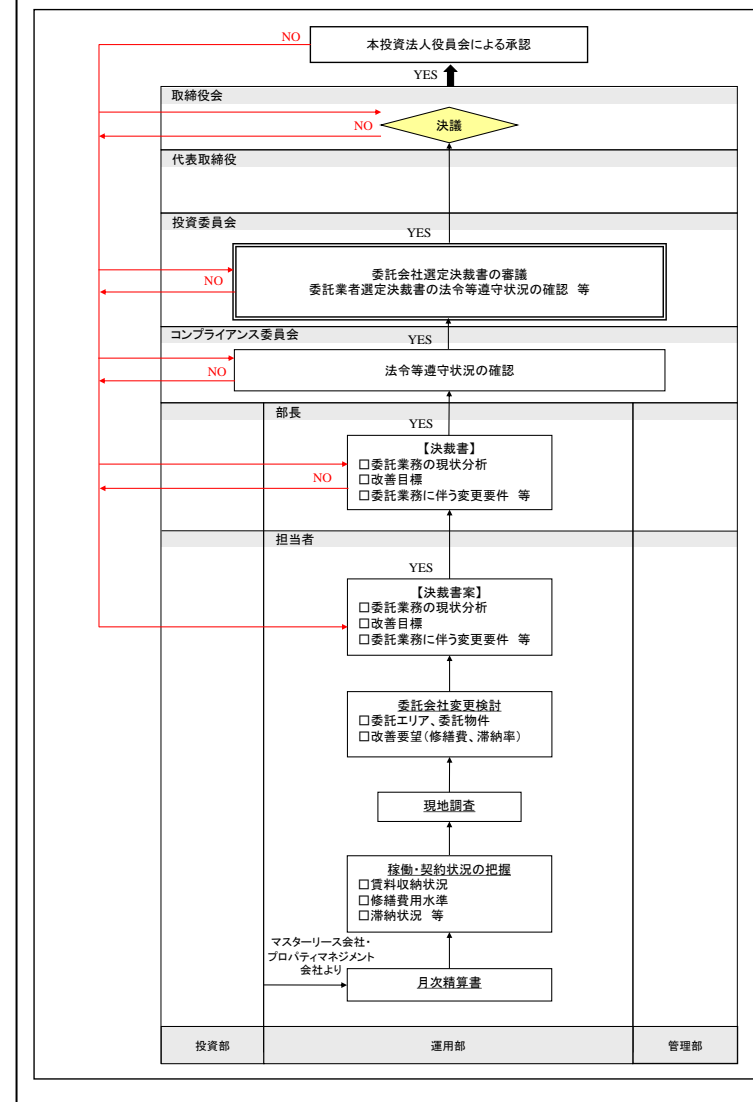 NO
本投資法人役員会による承認
YES
取締役会
NO
決議
代表取締役
投資委員会
YES
委託会社選定決裁書の審議
委託業者選定決裁書の法令等遵守状況の確認 等
NO
コンプライアンス委員会
YES
法令等遵守状況の確認
NO
部長
YES
【決裁書】
□委託業務の現状分析
□改善目標
□委託業務に伴う変更要件 等
NO
担当者
YES
【決裁書案】
□委託業務の現状分析
□改善目標
□委託業務に伴う変更要件 等
委託会社変更検討
□委託エリア、委託物件
□改善要望(修繕費、滞納率)
現地調査
稼働・契約状況の把握
□賃料収納状況
□修繕費用水準
□滞納状況 等
マスターリース会社・
プロパティマネジメント
会社より
月次精算書
投資部
運用部
管理部